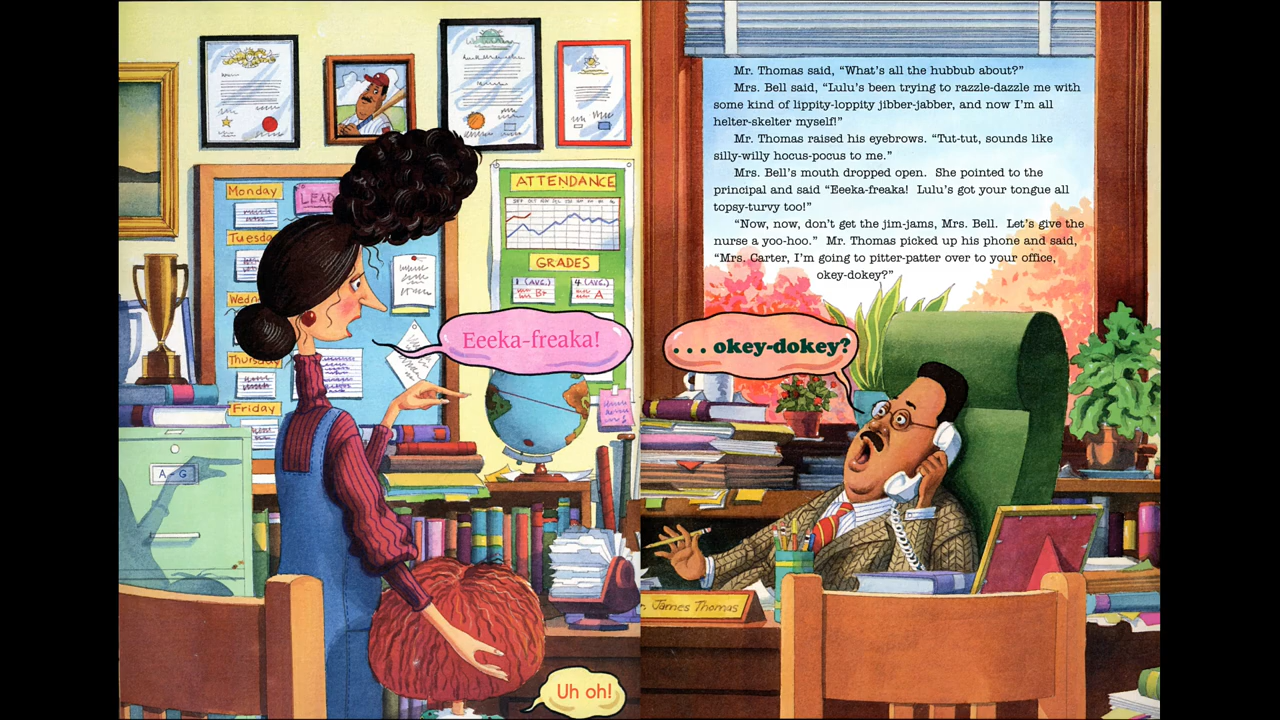 Monday
LEAD
Tuesday
Wedn
Thursday
Friday
A - G
ATTENDANCE
GRADES
1 (AVG.)
B+
4 (AVG.)
A
Eeeka-freaka!
Uh oh!
Mr. Thomas said, “What’s all the hubbub about?”
Mrs. Bell said, “Lulu’s been trying to razzle-dazzle me with
some kind of lippity-loppity jibber-jabber, and now I’m all
helter-skelter myself!”
Mr. Thomas raised his eyebrows. “Tut-tut, sounds like
silly-willy hocus-pocus to me.”
Mrs. Bell’s mouth dropped open. She pointed to the
principal and said “Eeeka-freaka! Lulu’s got your tongue all
topsy-turvy too!”
“Now, now, don’t get the jim-jams, Mrs. Bell. Let’s give the
nurse a yoo-hoo.” Mr. Thomas picked up his phone and said,
“Mrs. Carter, I’m going to pitter-patter over to your office,
okey-dokey?”
. . . okey-dokey?
r. James Thomas